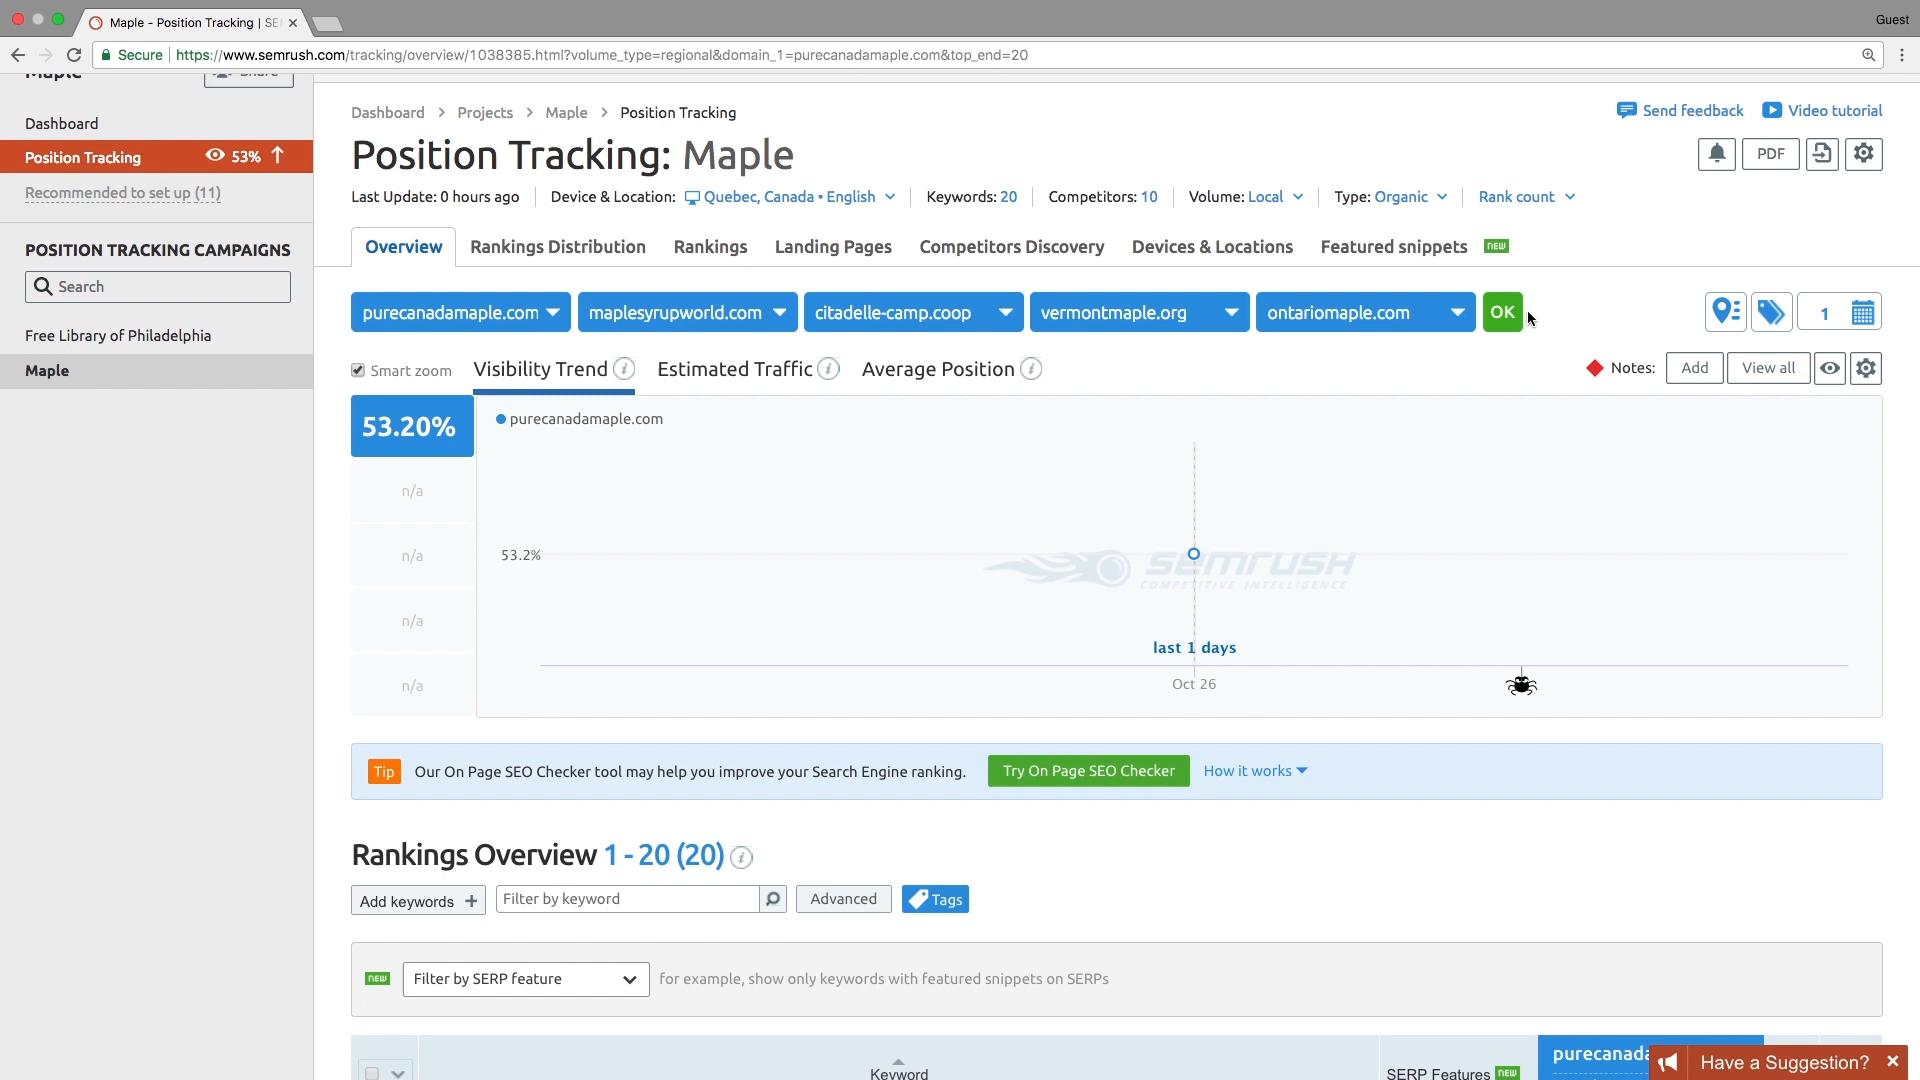 Maple - Position Tracking | SE
Guest
Secure
https://www.semrush.com/tracking/overview/1038385.html?volume_type=regional&domain_1=purecanadamaple.com&top_end=20
Maple
Share
Dashboard
Position Tracking 53%
Recommended to set up (11)
POSITION TRACKING CAMPAIGNS
Search
Free Library of Philadelphia
Maple
Dashboard > Projects > Maple > Position Tracking
Send feedback
Video tutorial
Position Tracking: Maple
PDF
Last Update: 0 hours ago
Device & Location: Quebec, Canada • English
Keywords: 20
Competitors: 10
Volume: Local
Type: Organic
Rank count
Overview
Rankings Distribution
Rankings
Landing Pages
Competitors Discovery
Devices & Locations
Featured snippets NEW
purecanadamaple.com
maplesyrupworld.com
citadelle-camp.coop
vermontmaple.org
ontariomaple.com
OK
1
Smart zoom
Visibility Trend i
Estimated Traffic i
Average Position i
Notes:
Add
View all
53.20%
n/a
n/a
n/a
n/a
purecanadamaple.com
53.2%
semrush
COMPETITIVE INTELLIGENCE
last 1 days
Oct 26
Tip
Our On Page SEO Checker tool may help you improve your Search Engine ranking.
Try On Page SEO Checker
How it works
Rankings Overview 1 - 20 (20) i
Add keywords +
Filter by keyword
Advanced
Tags
NEW
Filter by SERP feature
for example, show only keywords with featured snippets on SERPs
Keyword
SERP Features NEW
purecanada
Have a Suggestion?